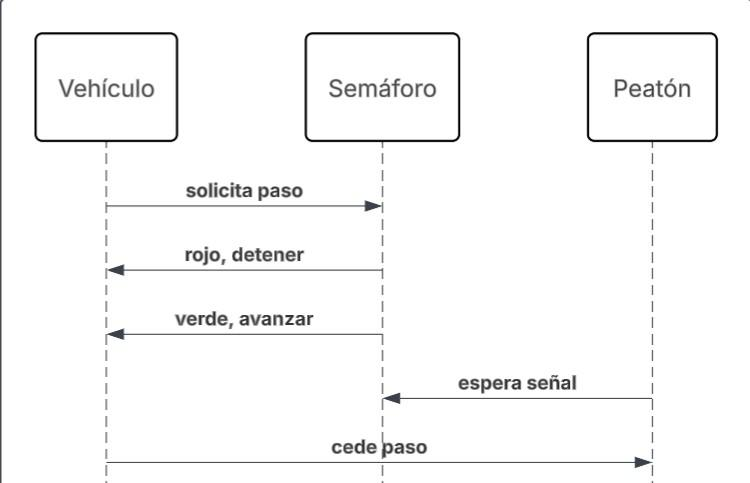 Vehículo
Semáforo
Peatón
solicita paso
rojo, detener
verde, avanzar
espera señal
cede paso